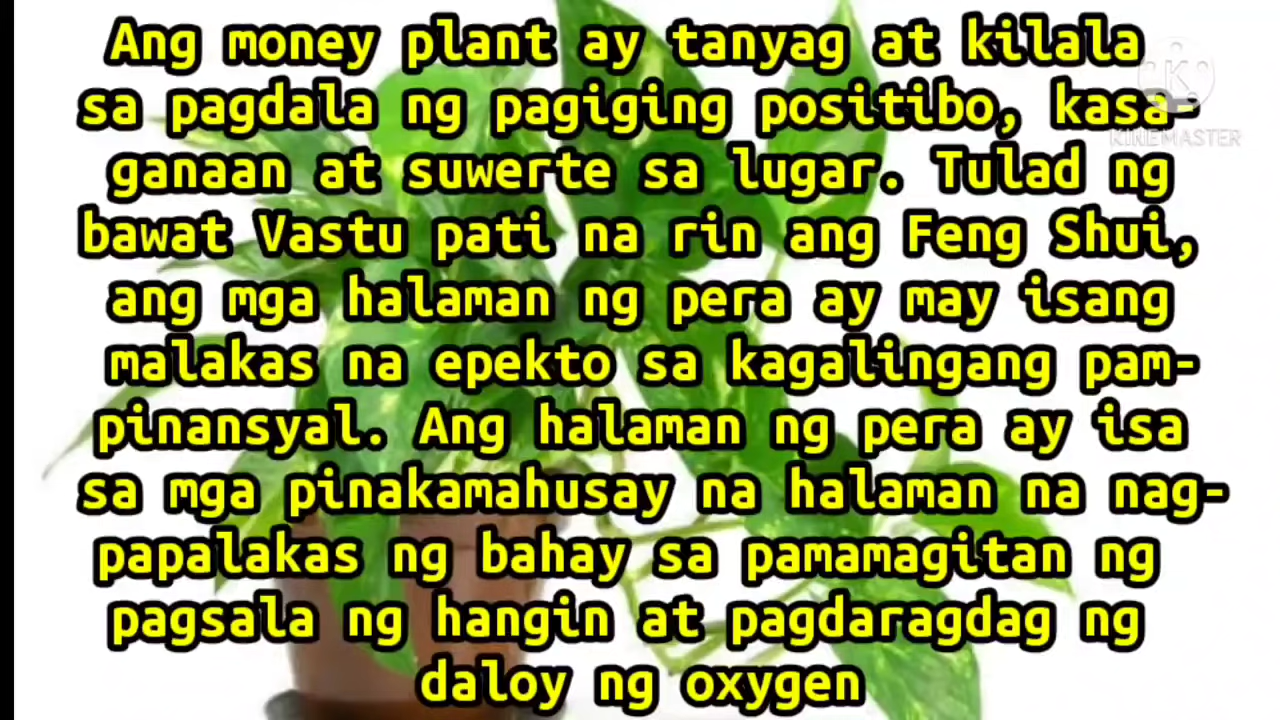 Ang money plant ay tanyag at kilala
sa pagdala ng pagiging positibo, kasa-
ganaan at suwerte sa lugar. Tulad ng
bawat Vastu pati na rin ang Feng Shui,
ang mga halaman ng pera ay may isang
malakas na epekto sa kagalingang pam-
pinansyal. Ang halaman ng pera ay isa
sa mga pinakamahusay na halaman na nag-
papalakas ng bahay sa pamamagitan ng
pagsala ng hangin at pagdaragdag ng
daloy ng oxygen
K
KINEMASTER